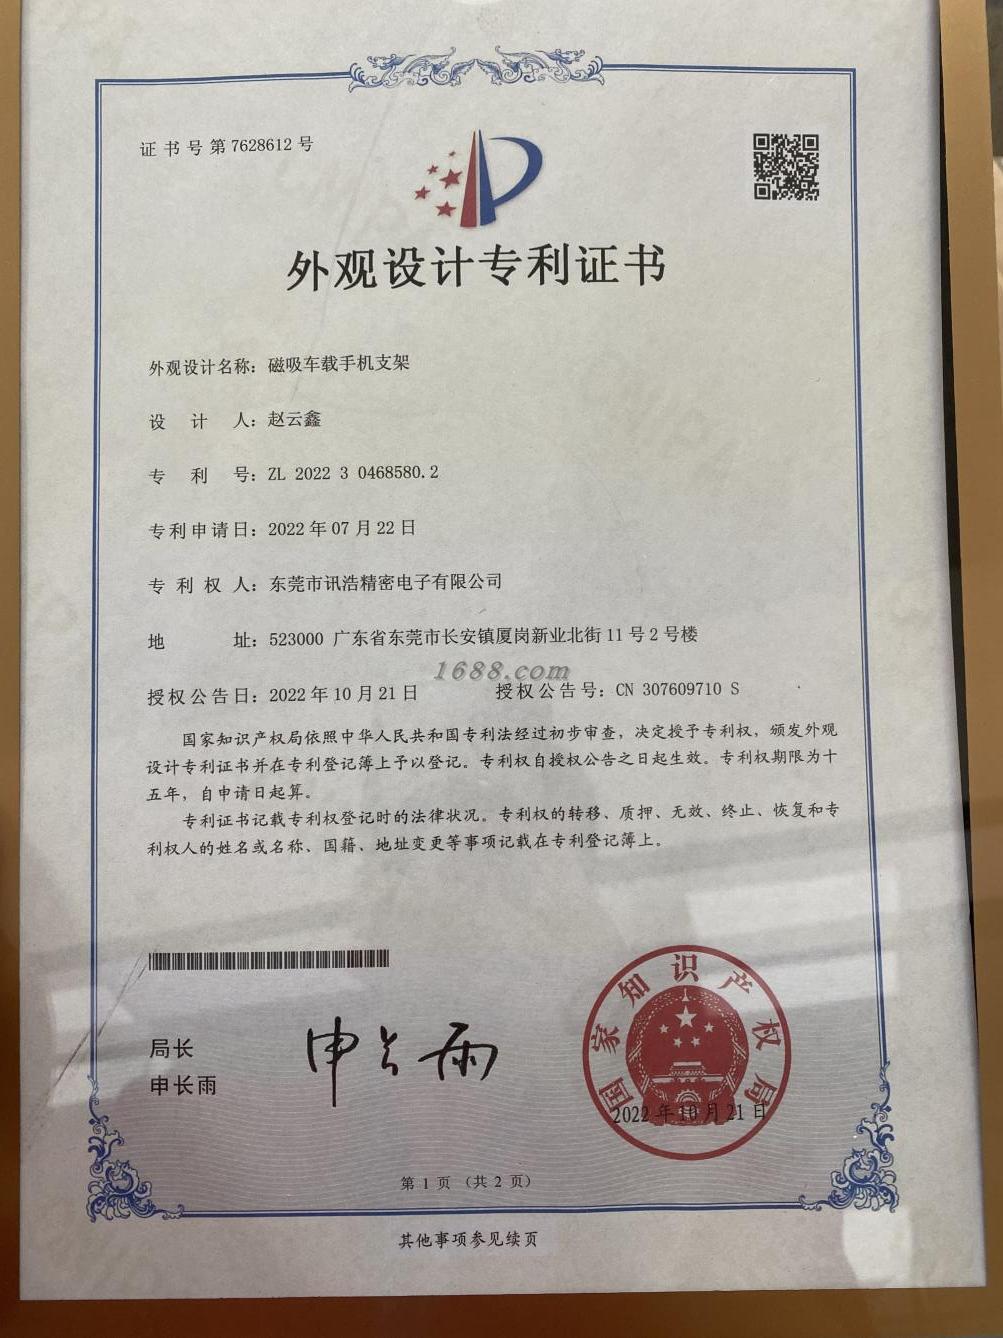 证书号第7628612号
外观设计专利证书
外观设计名称：磁吸车载手机支架
设计人：赵云鑫
专利号：ZL 2022 3 0468580.2
专利申请日：2022年07月22日
专利权人：东莞市讯浩精密电子有限公司
地址：523000 广东省东莞市长安镇厦岗新业北街11号2号楼
1688.com
授权公告日：2022年10月21日 授权公告号：CN 307609710 S
国家知识产权局依照中华人民共和国专利法经过初步审查，决定授予专利权，颁发外观
设计专利证书并在专利登记簿上予以登记。专利权自授权公告之日起生效。专利权期限为十
五年，自申请日起算。
专利证书记载专利权登记时的法律状况。专利权的转移、质押、无效、终止、恢复和专
利权人的姓名或名称、国籍、地址变更等事项记载在专利登记簿上。
局长
申长雨
申长雨
国家知识产权局
2022年10月21日
第1页（共2页）
其他事项参见续页